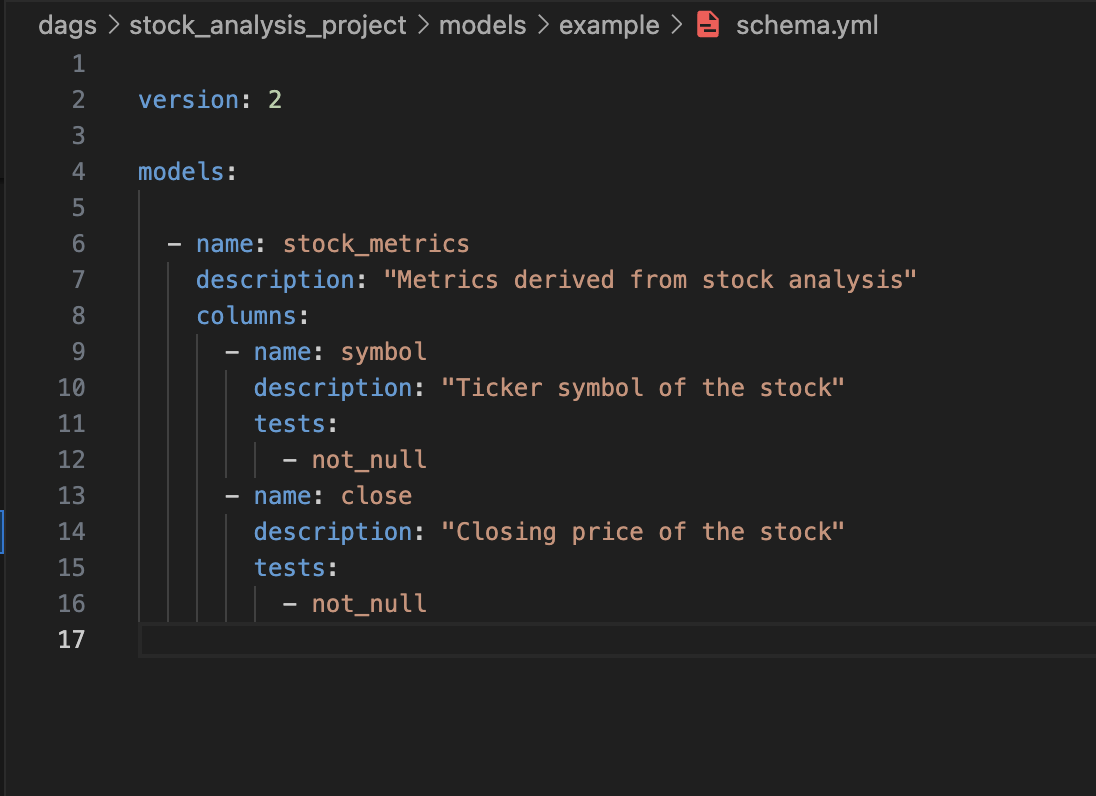 dags > stock_analysis_project > models > example > schema.yml
1
2 version: 2
3
4 models:
5
6   - name: stock_metrics
7     description: "Metrics derived from stock analysis"
8     columns:
9       - name: symbol
10         description: "Ticker symbol of the stock"
11         tests:
12           - not_null
13       - name: close
14         description: "Closing price of the stock"
15         tests:
16           - not_null
17